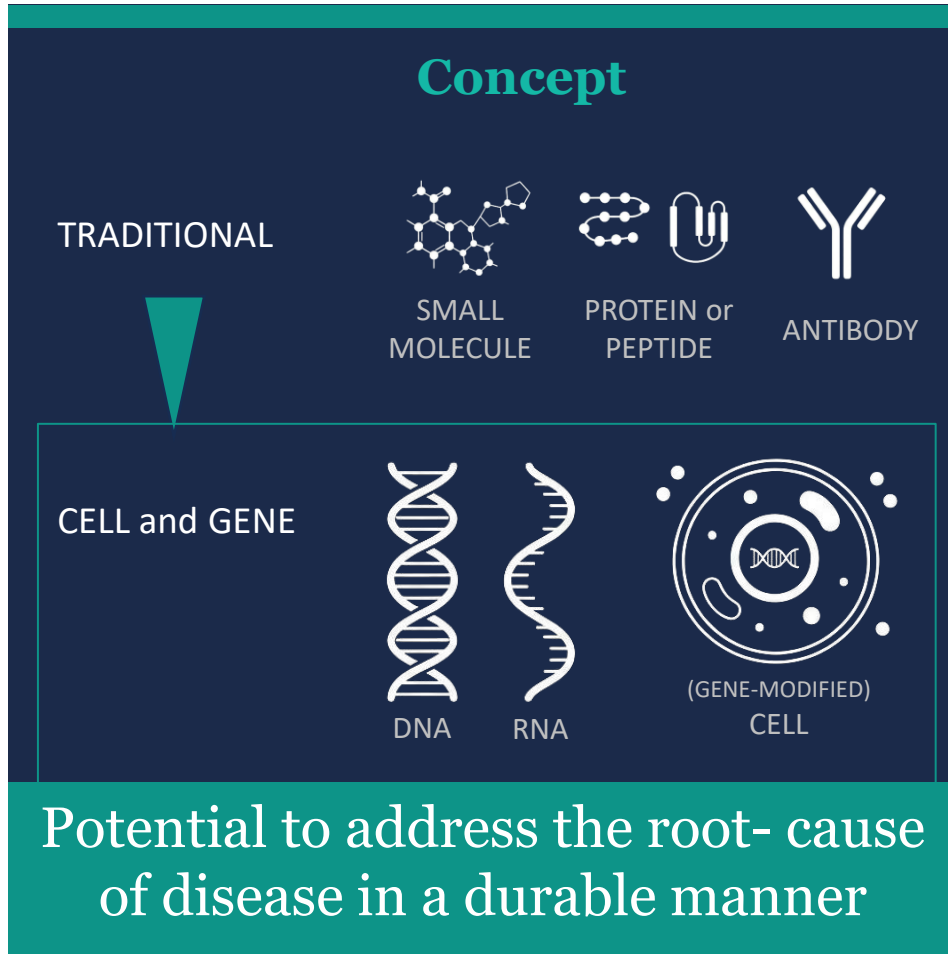 Concept
TRADITIONAL
SMALL
MOLECULE
PROTEIN or
PEPTIDE
ANTIBODY
CELL and GENE
DNA
RNA
(GENE-MODIFIED)
CELL
Potential to address the root- cause
of disease in a durable manner